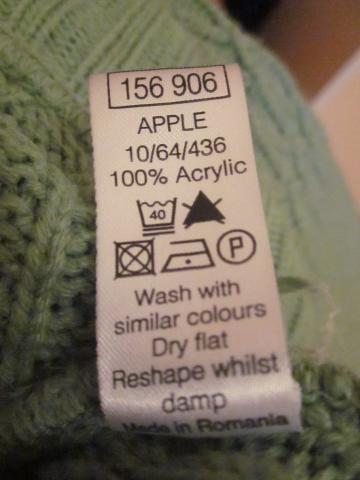 156 906
APPLE
10/64/436
100% Acrylic
40
P
Wash with
similar colours
Dry flat
Reshape whilst
damp
Made in Romania